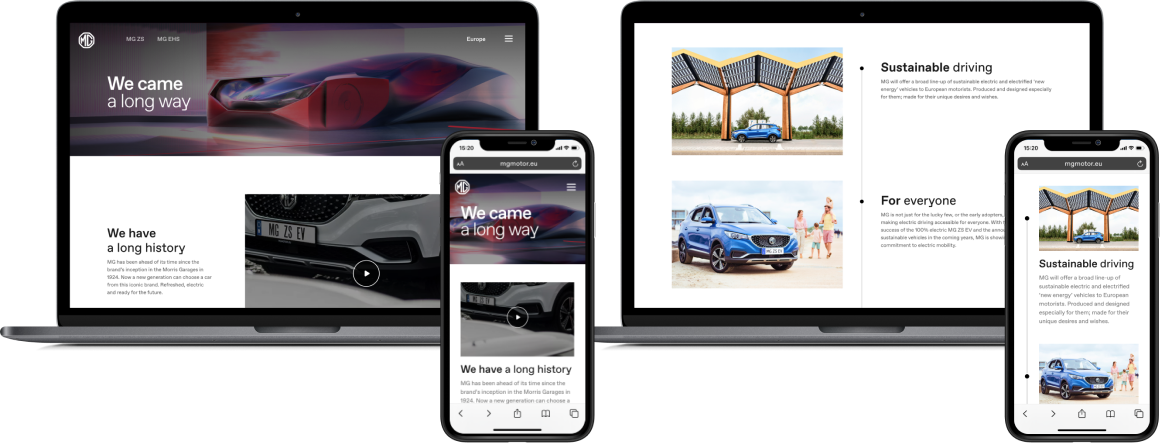 MG
MG ZS
MG EHS
Europe
We came
a long way
We have
a long history
MG has been ahead of its time since the
brand's inception in the Morris Garages in
1924. Now a new generation can choose a car
from this iconic brand. Refreshed, electric
and ready for the future.
MG ZS EV
15:20
AA
mgmotor.eu
MG
We came
a long way
We have a long history
MG has been ahead of its time since the
brand's inception in the Morris Garages in
1924. Now a new generation can choose a
Sustainable driving
MG will offer a broad line-up of sustainable electric and electrified 'new
energy' vehicles to European motorists. Produced and designed especially
for them; made for their unique desires and wishes.
For everyone
MG is not just for the lucky few, or the early adopters,
making electric driving accessible for everyone. With
success of the 100% electric MG ZS EV and the
sustainable vehicles in the coming years, MG is
commitment to electric mobility.
MG ZS EV
15:20
AA
mgmotor.eu
Sustainable driving
MG will offer a broad line-up of
sustainable electric and electrified
'new energy' vehicles to European
motorists. Produced and designed
especially for them; made for their
unique desires and wishes.